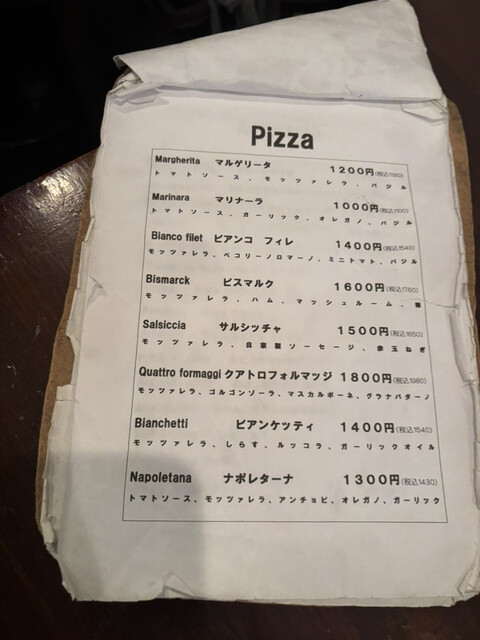 Pizza
Margherita マルゲリータ 1200円(税込1320)
トマトソース、モッツァレラ、バジル
Marinara マリナーラ 1000円(税込1100)
トマトソース、ガーリック、オレガノ、バジル
Bianco filet ビアンコ フィレ 1400円(税込1540)
モッツァレラ、ペコリーノロマーノ、ミニトマト、バジル
Bismarck ビスマルク 1600円(税込1760)
モッツァレラ、ハム、マッシュルーム、
Salsiccia サルシッチャ 1500円(税込1650)
モッツァレラ、自家製ソーセージ、赤玉ねぎ
Quattro formaggi クアトロフォルマッジ 1800円(税込1980)
モッツァレラ、ゴルゴンゾーラ、マスカルポーネ、グラナパダーノ
Bianchetti ビアンケッティ 1400円(税込1540)
モッツァレラ、しらす、ルッコラ、ガーリックオイル
Napoletana ナポレターナ 1300円(税込1430)
トマトソース、モッツァレラ、アンチョビ、オレガノ、ガーリック